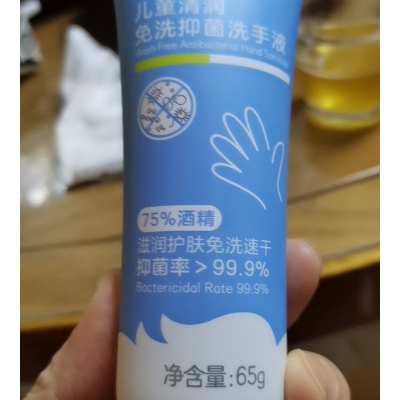 儿童清润
免洗抑菌洗手液
Wash-Free Antibacterial Hand Sanitizer
75%酒精
滋润护肤免洗速干
抑菌率>99.9%
Bactericidal Rate 99.9%
净含量:65g